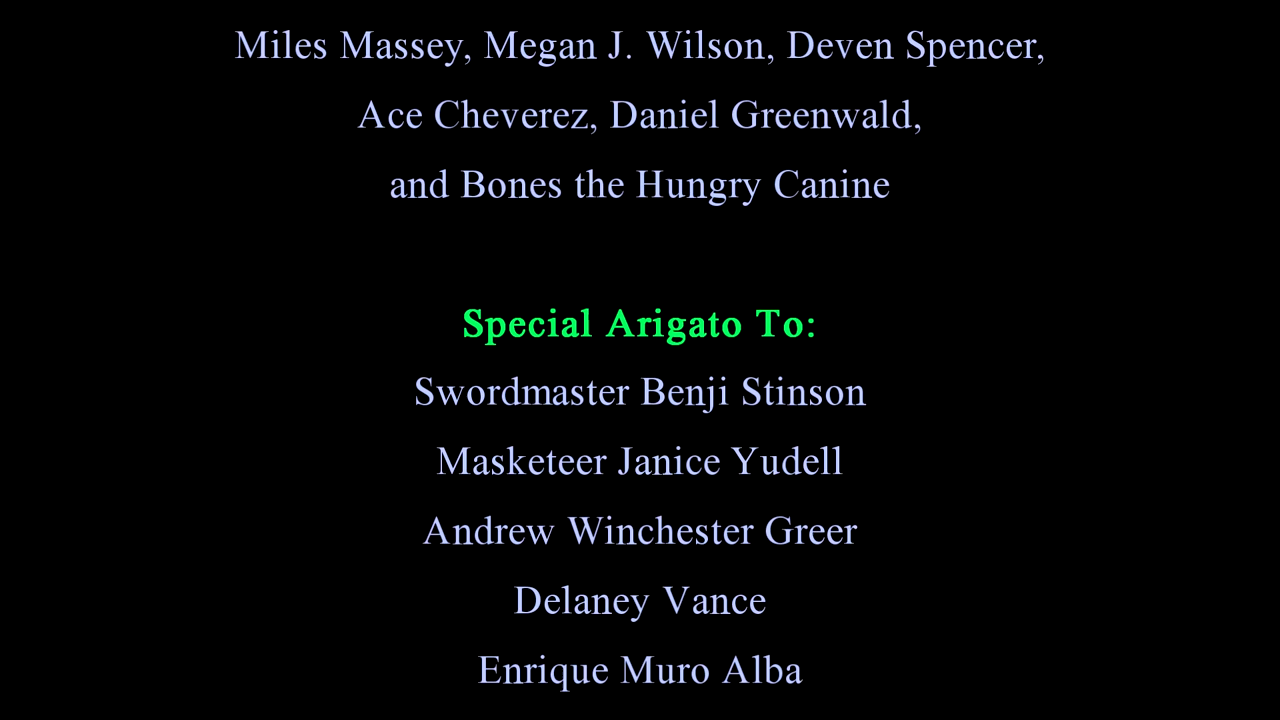 Miles Massey, Megan J. Wilson, Deven Spencer,
Ace Cheverez, Daniel Greenwald,
and Bones the Hungry Canine
Special Arigato To:
Swordmaster Benji Stinson
Masketeer Janice Yudell
Andrew Winchester Greer
Delaney Vance
Enrique Muro Alba